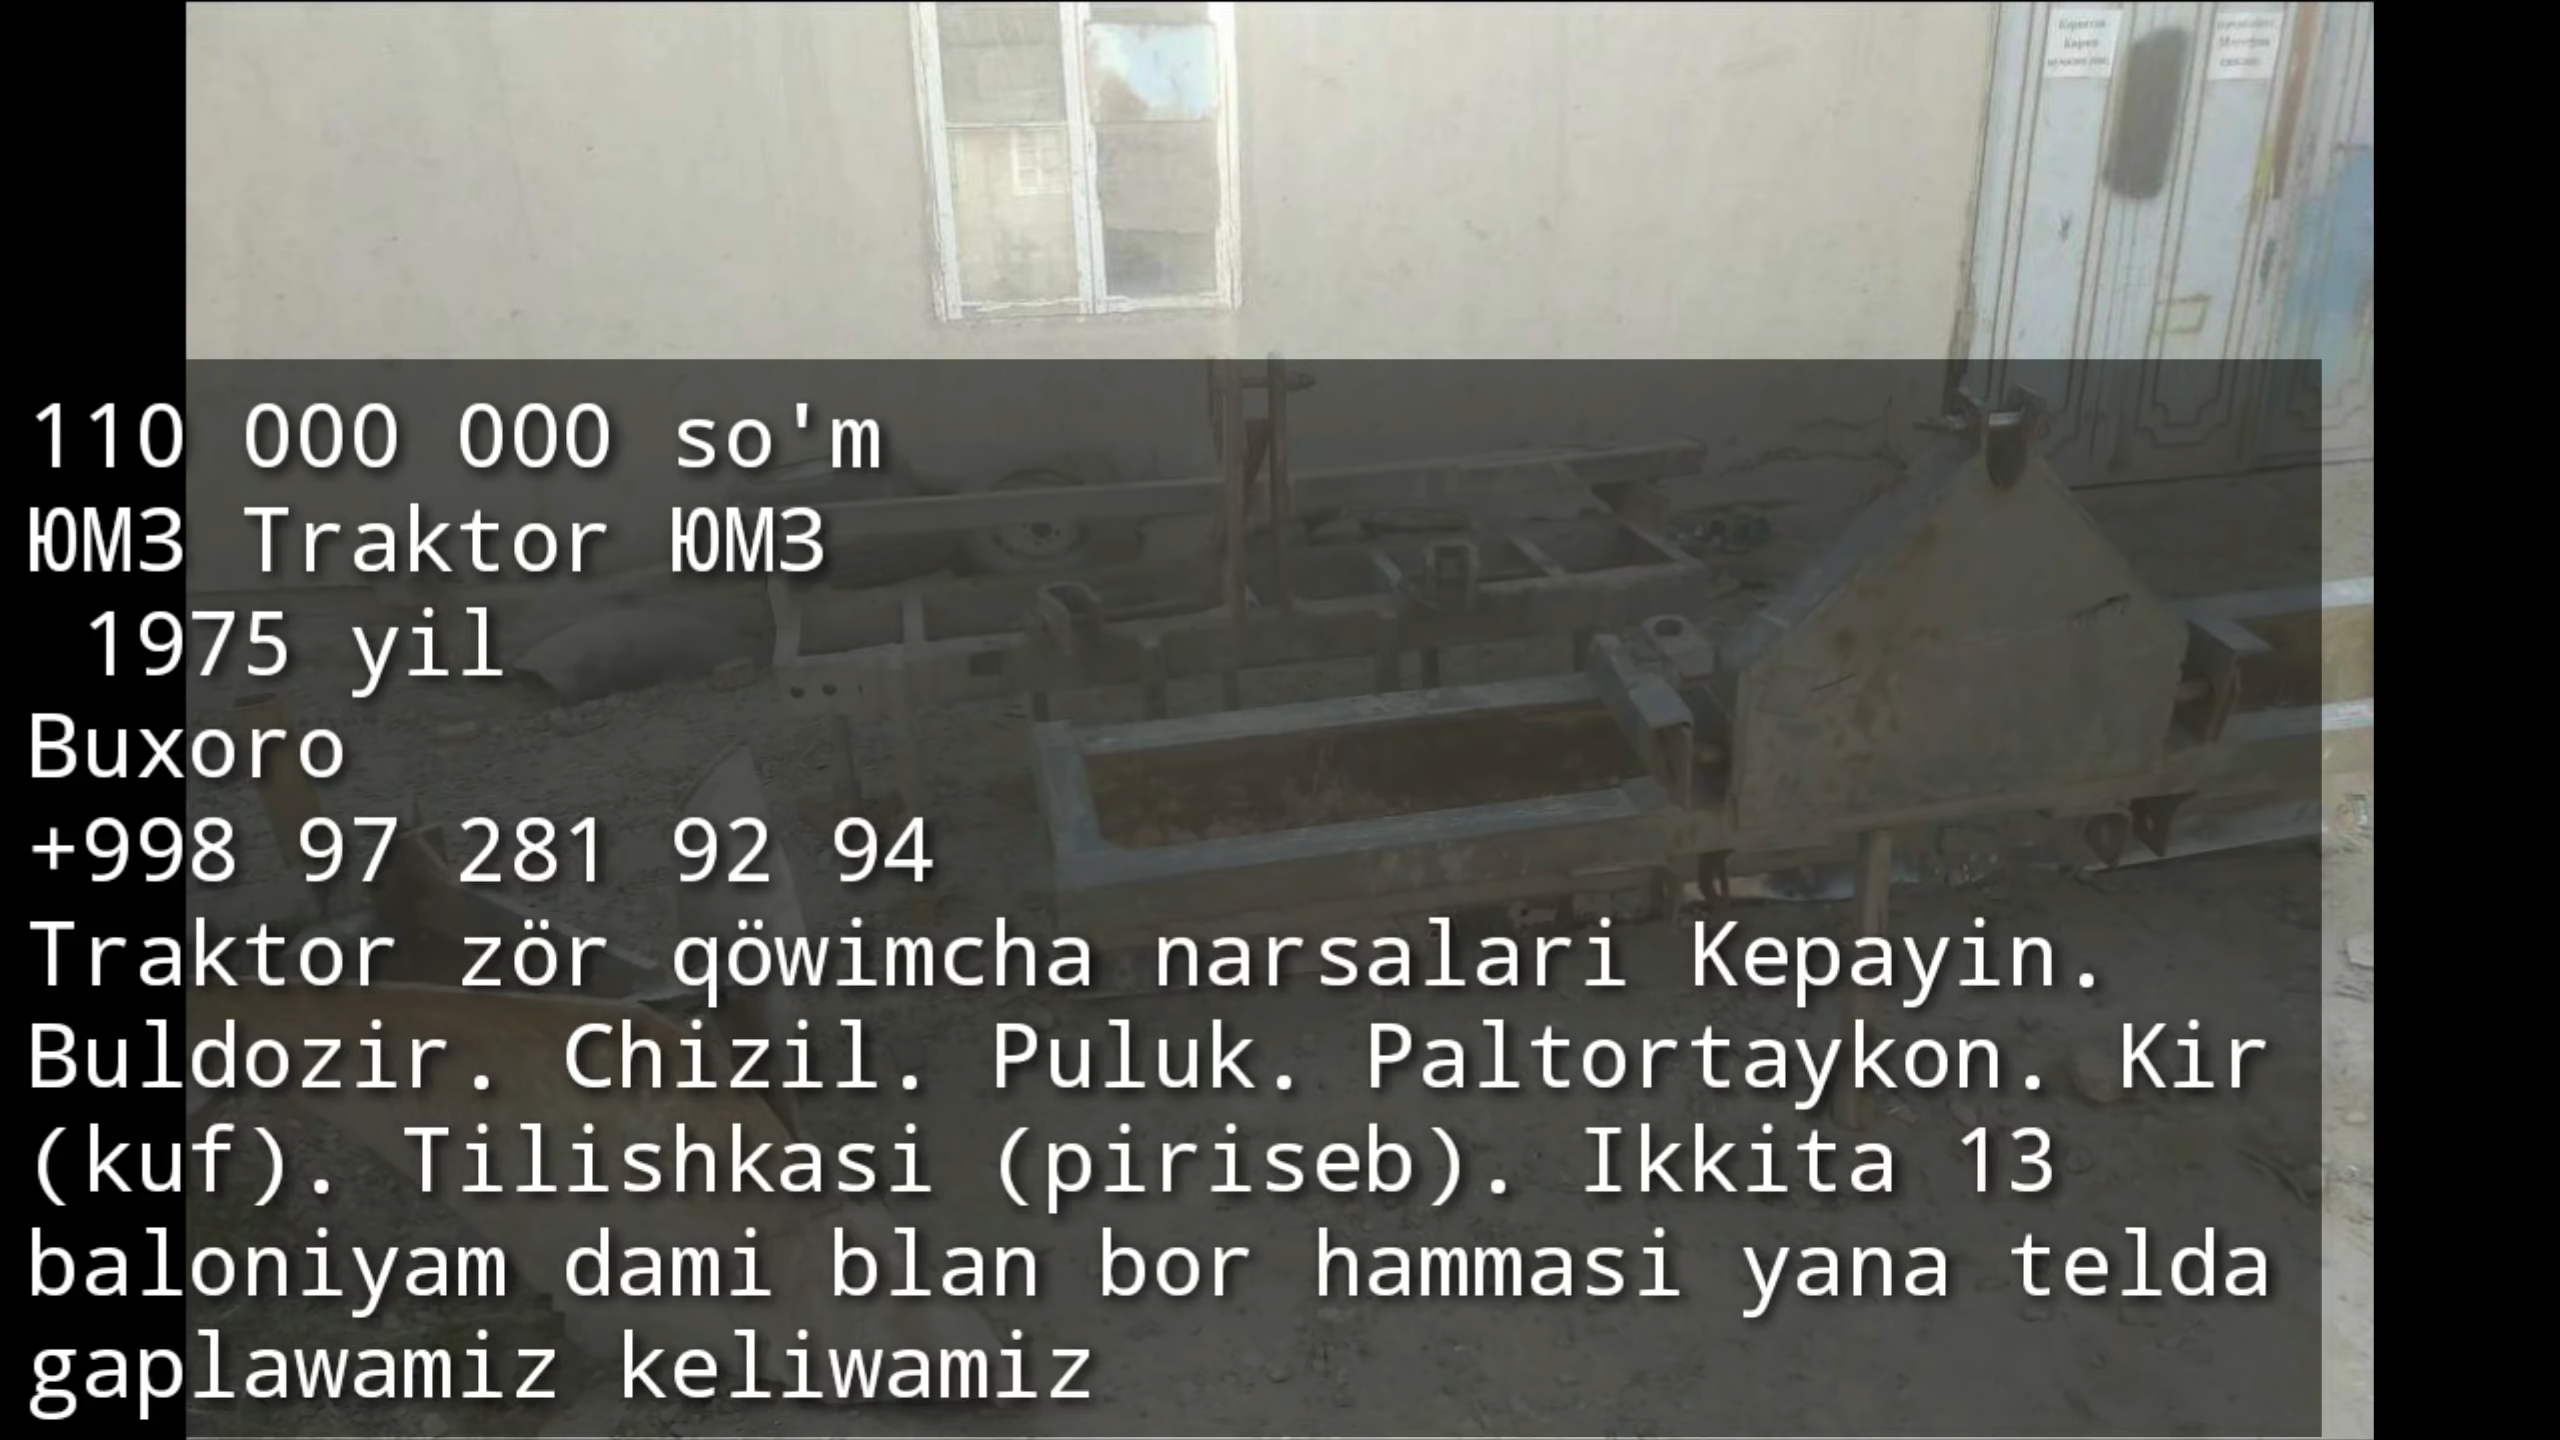 110 000 000 so'm
ЮМЗ Traktor ЮМЗ
1975 yil
Buxoro
+998 97 281 92 94
Traktor zör qöwimcha narsalari Kepayin.
Buldozir. Chizil. Puluk. Paltortaykon. Kir
(kuf). Tilishkasi (piriseb). Ikkita 13
baloniyam dami blan bor hammasi yana telda
gaplawamiz keliwamiz